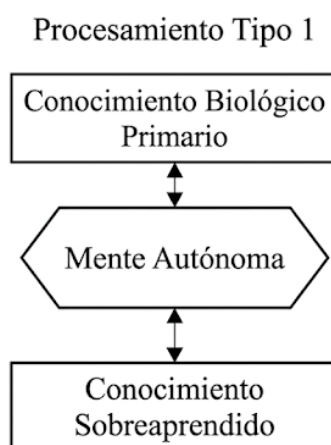 Procesamiento Tipo 1
Conocimiento Biológico
Primario
Mente Autónoma
Conocimiento
Sobreaprendido